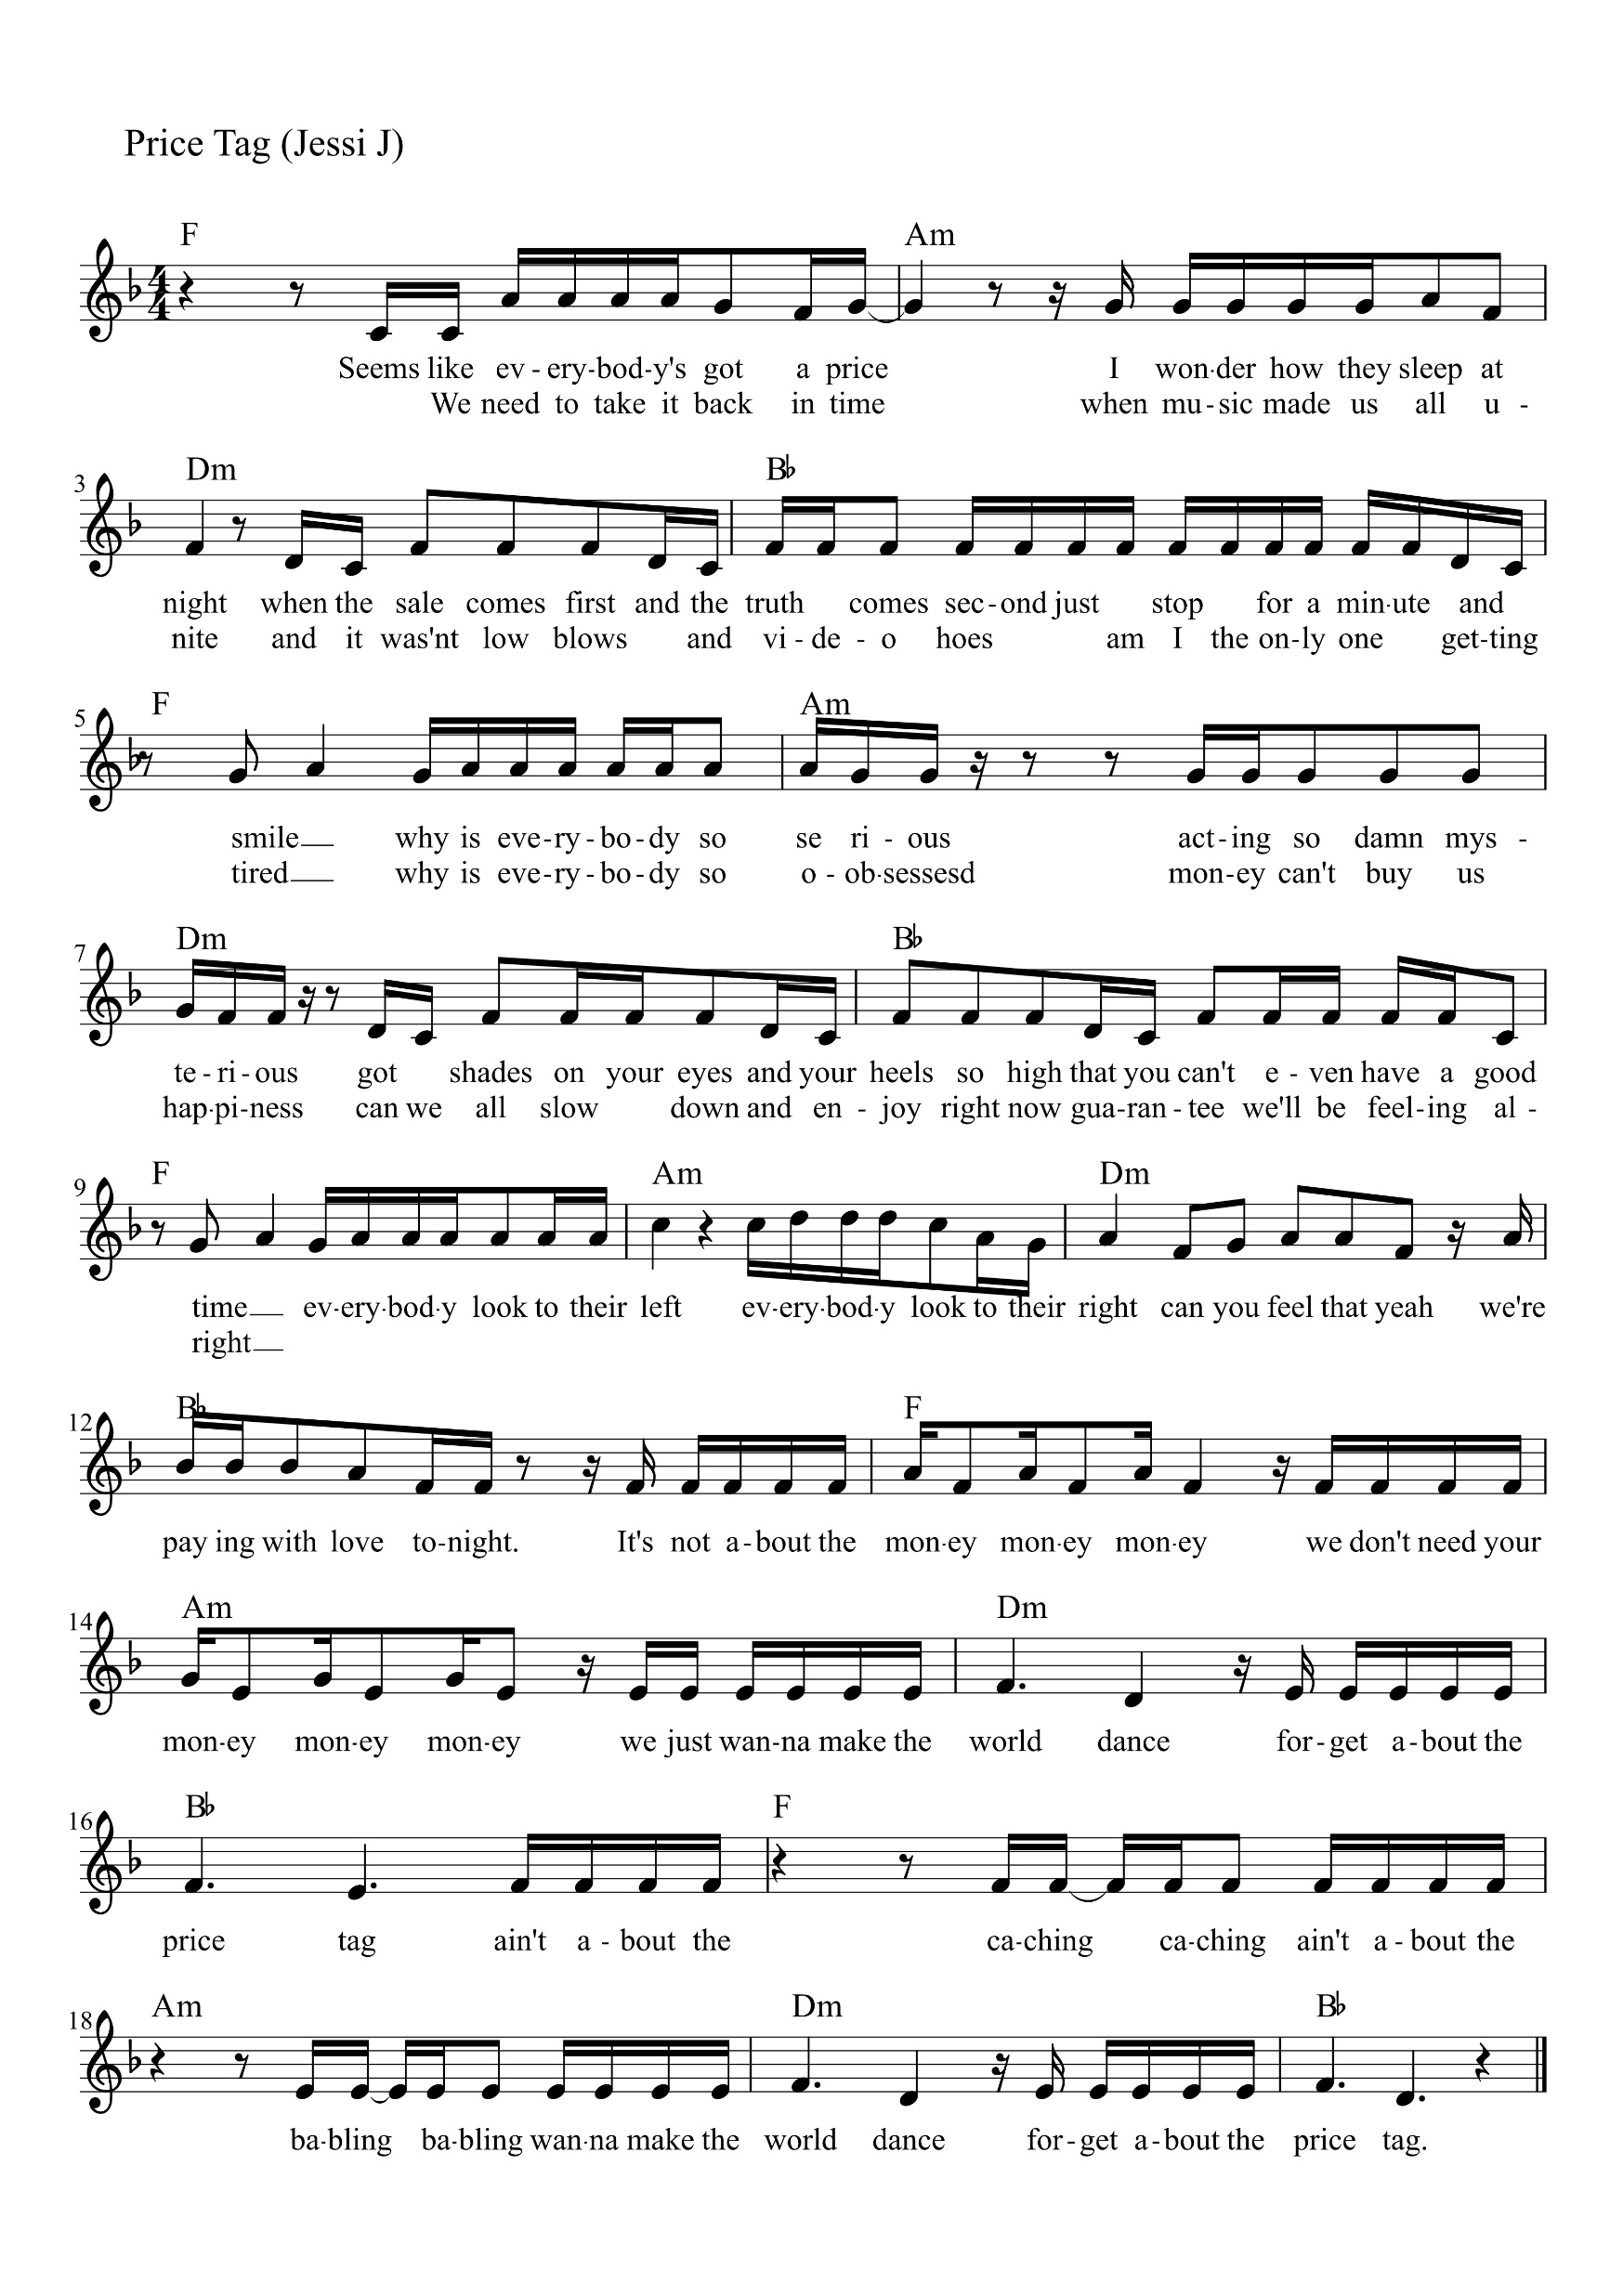 Price Tag (Jessi J)
F Am
4
4
Seems like ev - ery - bod - y's got a price I won - der how they sleep at
We need to take it back in time when mu - sic made us all u -
3
Dm B♭
night when the sale comes first and the truth comes sec - ond just stop for a min - ute and
nite and it was'nt low blows and vi - de - o hoes am I the on - ly one get - ting
5
F Am
smile why is eve - ry - bo - dy so se ri - ous act - ing so damn mys -
tired why is eve - ry - bo - dy so o - ob - sessesd mon - ey can't buy us
7
Dm B♭
te - ri - ous got shades on your eyes and your heels so high that you can't e - ven have a good
hap - pi - ness can we all slow down and en - joy right now gua - ran - tee we'll be feel - ing al -
9
F Am Dm
time ev - ery - bod - y look to their left ev - ery - bod - y look to their right can you feel that yeah we're
right
12
B♭ F
pay ing with love to - night. It's not a - bout the mon - ey mon - ey mon - ey we don't need your
14
Am Dm
mon - ey mon - ey mon - ey we just wan - na make the world dance for - get a - bout the
16
B♭ F
price tag ain't a - bout the ca - ching ca - ching ain't a - bout the
18
Am Dm B♭
ba - bling ba - bling wan - na make the world dance for - get a - bout the price tag.